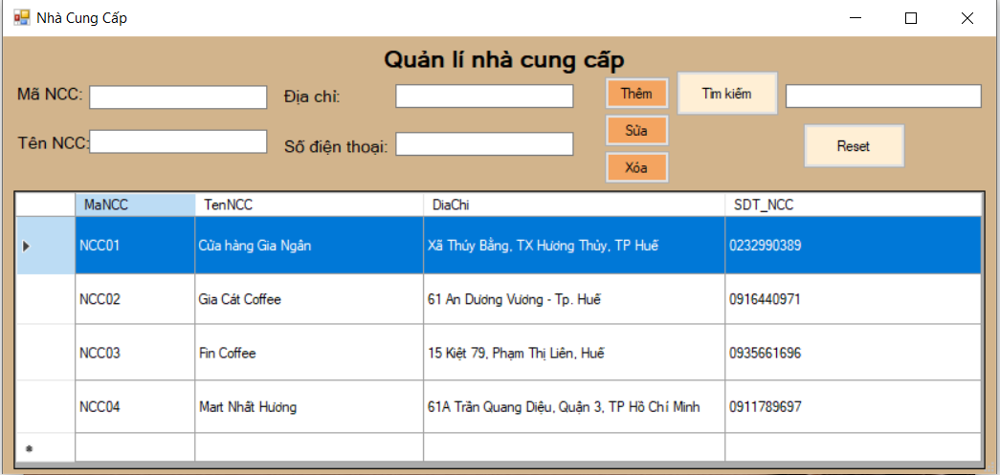 Nhà Cung Cấp
Quản lí nhà cung cấp
Mã NCC: Địa chỉ: Thêm Tìm kiếm
Tên NCC: Số điện thoại: Sửa Reset
Xóa
MaNCC TenNCC DiaChi SDT_NCC
NCC01 Cửa hàng Gia Ngân Xã Thủy Bằng, TX Hương Thủy, TP Huế 0232990389
NCC02 Gia Cát Coffee 61 An Dương Vương - Tp. Huế 0916440971
NCC03 Fin Coffee 15 Kiệt 79, Phạm Thị Liên, Huế 0935661696
NCC04 Mart Nhất Hương 61A Trần Quang Diệu, Quận 3, TP Hồ Chí Minh 0911789697